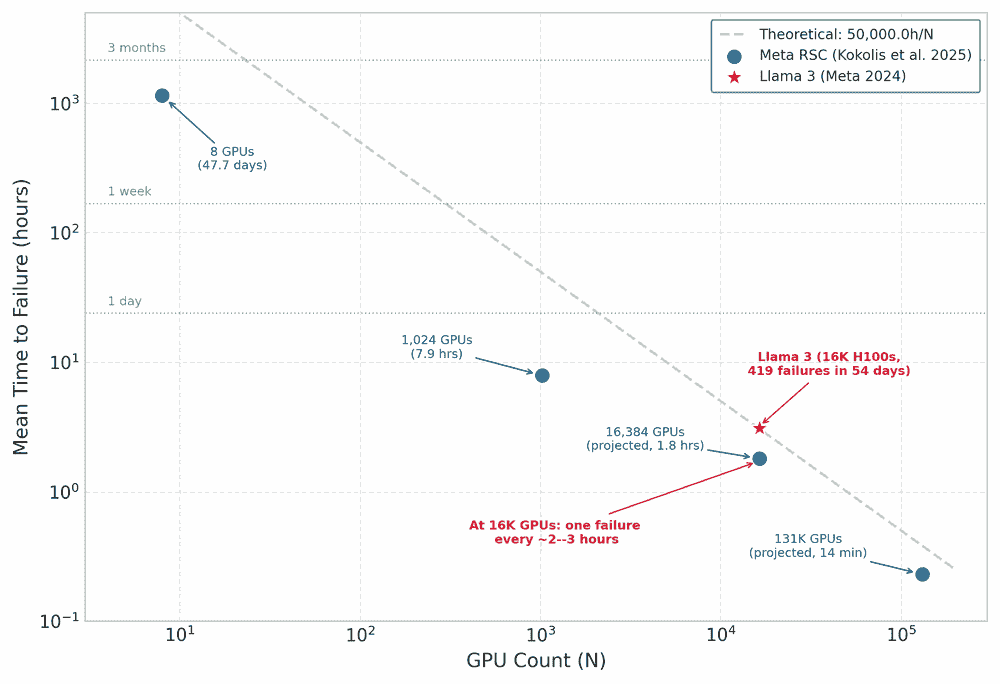 Theoretical: 50,000.0h/N
Meta RSC (Kokolis et al. 2025)
Llama 3 (Meta 2024)
3 months
8 GPUs
(47.7 days)
1 week
1 day
1,024 GPUs
(7.9 hrs)
Llama 3 (16K H100s,
419 failures in 54 days)
16,384 GPUs
(projected, 1.8 hrs)
At 16K GPUs: one failure
every ~2--3 hours
131K GPUs
(projected, 14 min)
Mean Time to Failure (hours)
10³
10²
10¹
10⁰
10⁻¹
10¹
10²
10³
10⁴
10⁵
GPU Count (N)